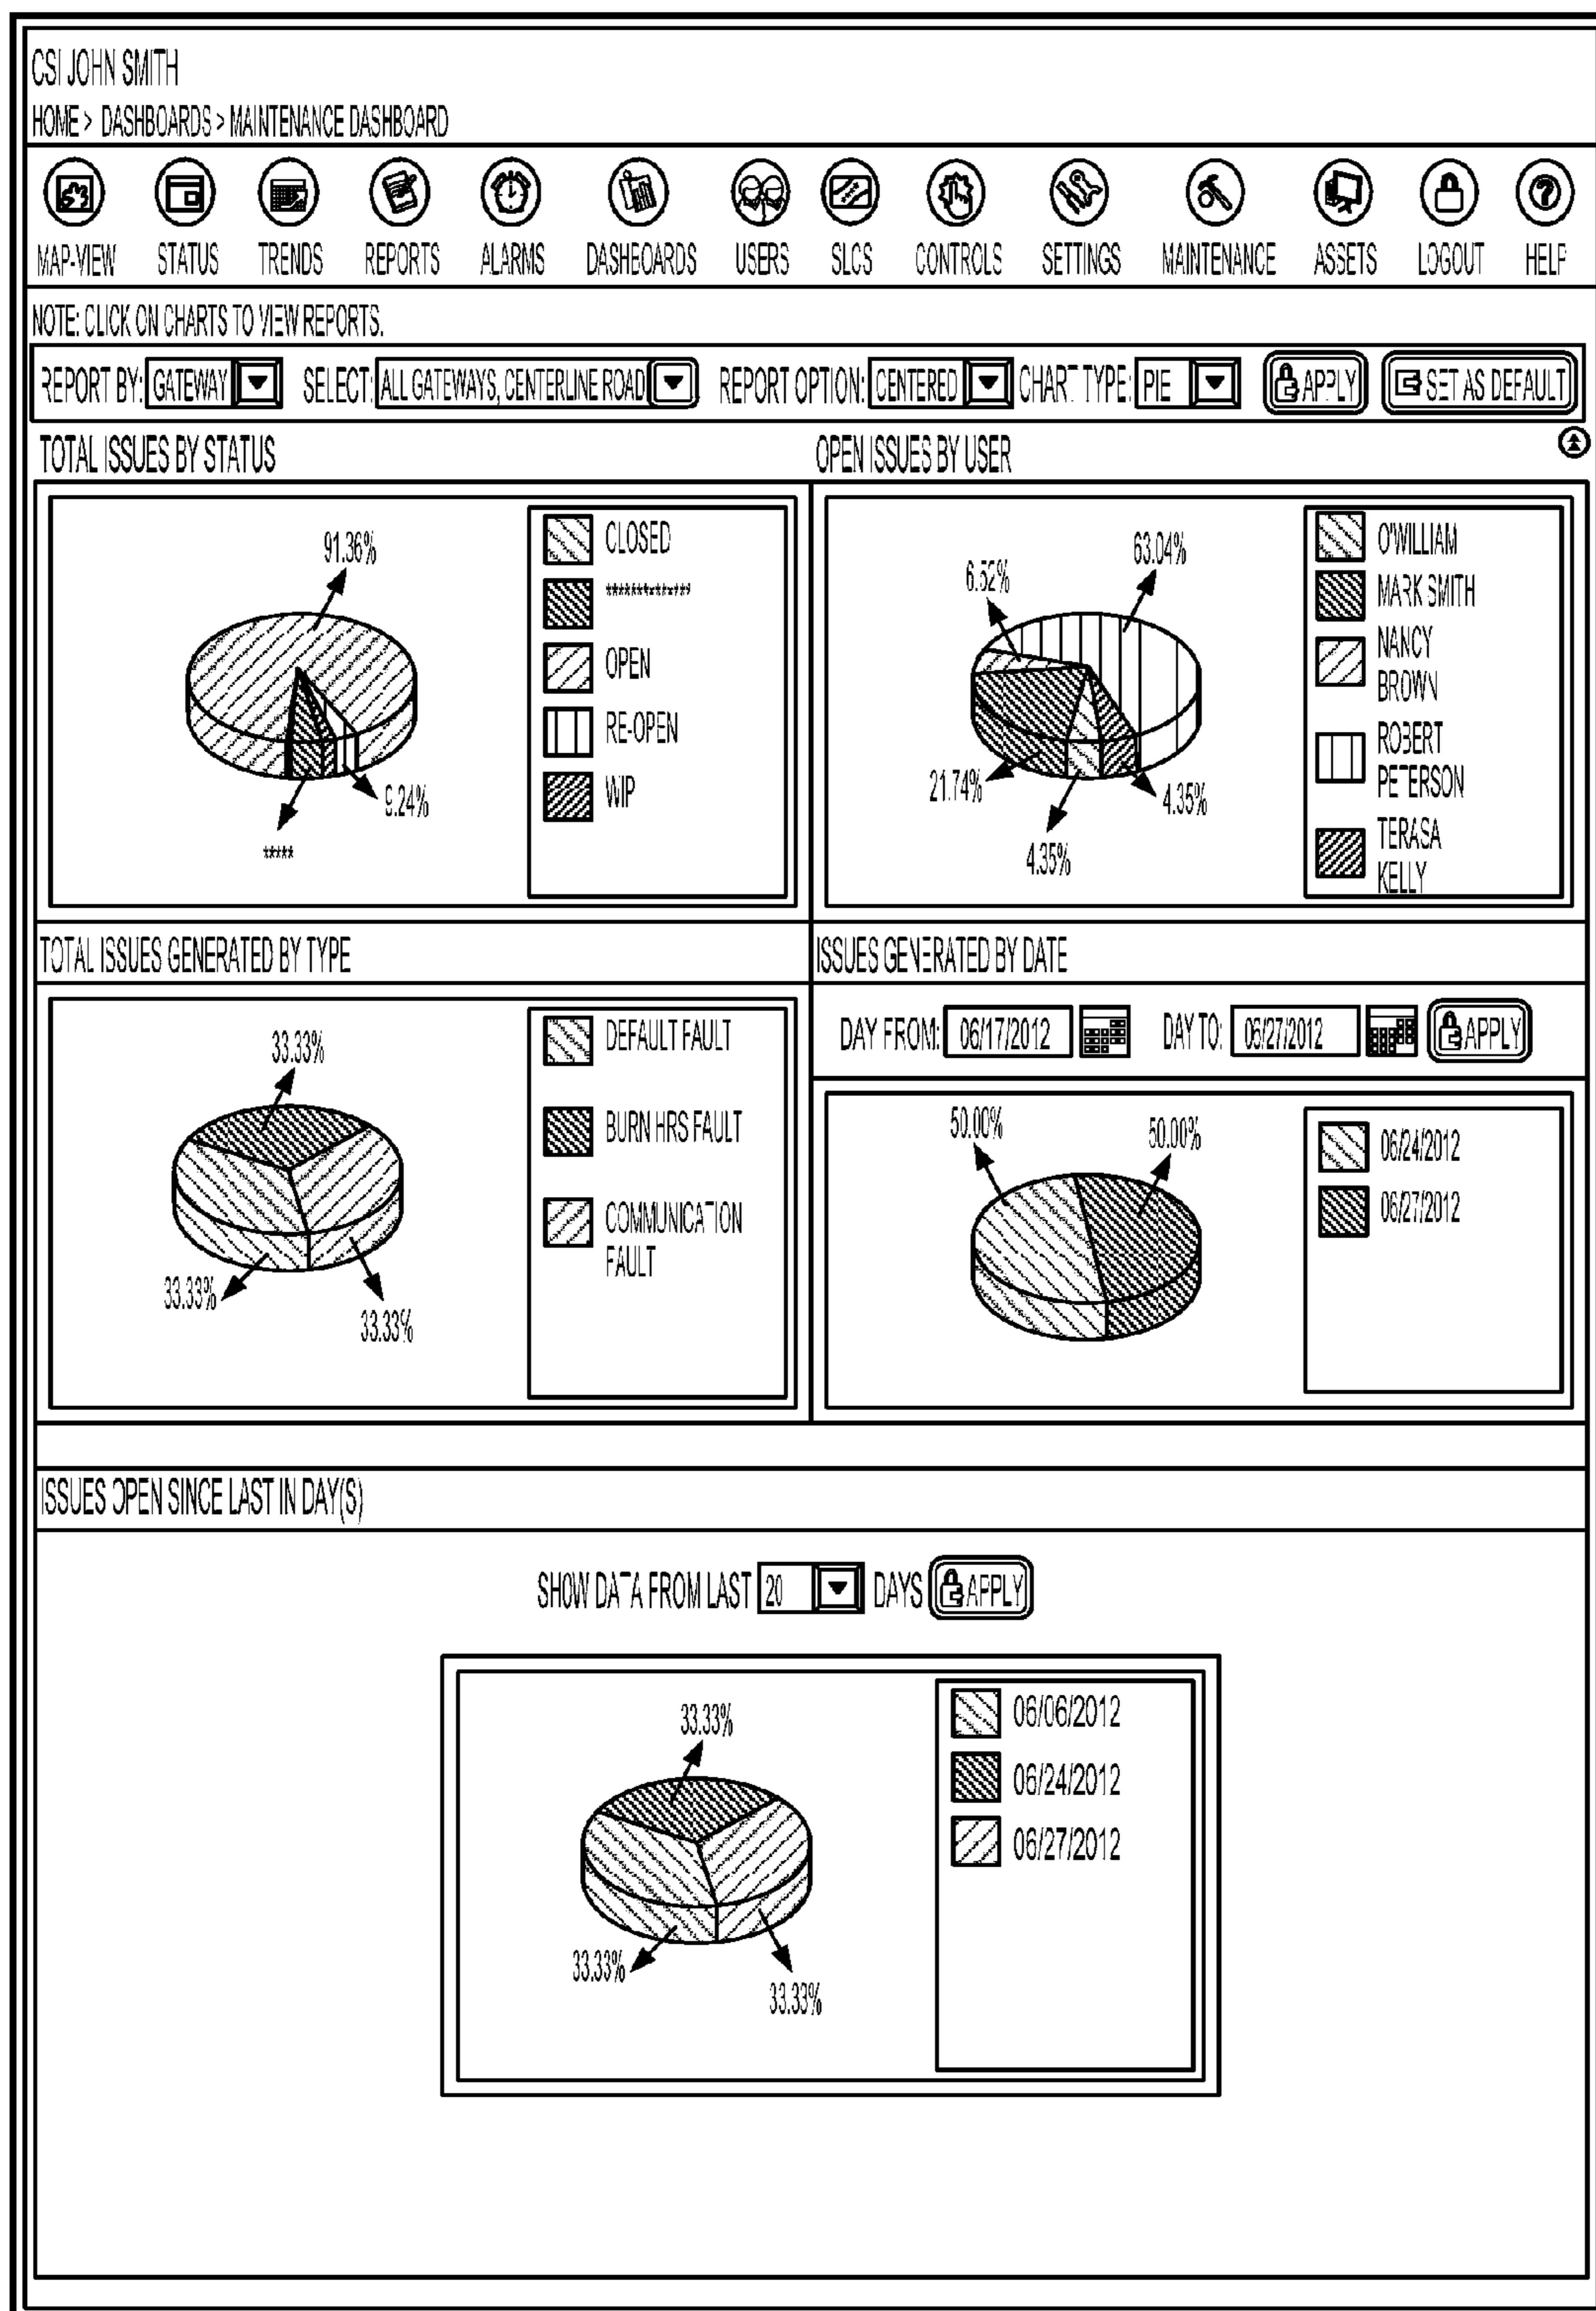 CSI JOHN SMITH
HOME > DASHBOARDS > MAINTENANCE DASHBOARD
MAP-VIEW STATUS TRENDS REPORTS ALARMS DASHBOARDS USERS SLCS CONTROLS SETTINGS MAINTENANCE ASSETS LOGOUT HELP
NOTE: CLICK ON CHARTS TO VIEW REPORTS.
REPORT BY: GATEWAY SELECT: ALL GATEWAYS, CENTERLINE ROAD REPORT OPTION: CENTERED CHART TYPE: PIE APPLY SET AS DEFAULT
TOTAL ISSUES BY STATUS
91.36%
9.24%
*****
CLOSED
**************
OPEN
RE-OPEN
WIP
OPEN ISSUES BY USER
6.52%
63.04%
21.74%
4.35%
4.35%
O'WILLIAM
MARK SMITH
NANCY
BROWN
ROBERT
PETERSON
TERASA
KELLY
TOTAL ISSUES GENERATED BY TYPE
33.33%
33.33%
33.33%
DEFAULT FAULT
BURN HRS FAULT
COMMUNICATION
FAULT
ISSUES GENERATED BY DATE
DAY FROM: 06/17/2012 DAY TO: 06/27/2012 APPLY
50.00%
50.00%
06/24/2012
06/27/2012
ISSUES OPEN SINCE LAST IN DAY(S)
SHOW DATA FROM LAST 20 DAYS APPLY
33.33%
33.33%
33.33%
06/06/2012
06/24/2012
06/27/2012